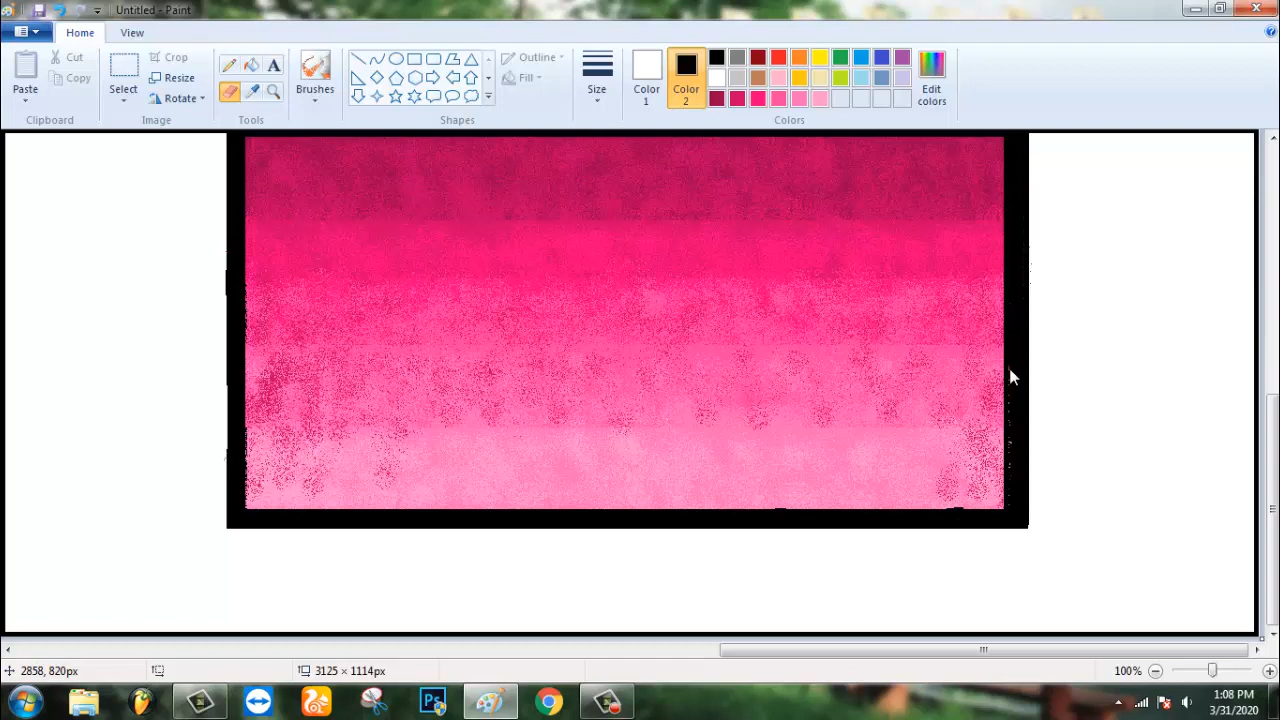 Untitled - Paint
Home View
Paste
Cut
Copy
Clipboard
Select
Crop
Resize
Rotate
Image
Tools
Brushes
Outline
Fill
Shapes
Size
Color 1
Color 2
Edit colors
Colors
2858, 820px
3125 × 1114px
100%
Ps
1:08 PM
3/31/2020